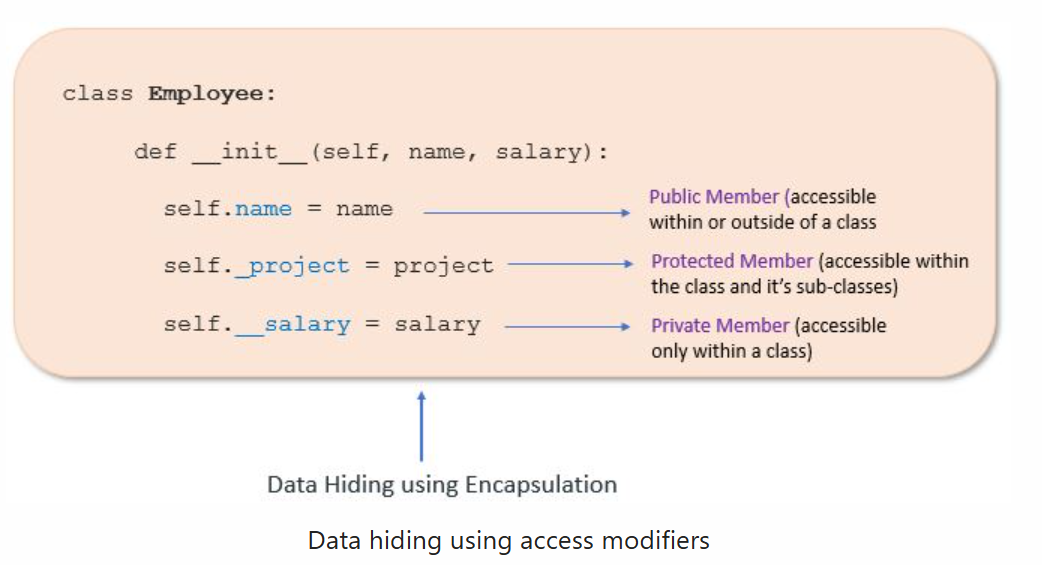 class Employee:
def __init__(self, name, salary):
self.name = name
Public Member (accessible
within or outside of a class
self._project = project
Protected Member (accessible within
the class and it's sub-classes)
self.__salary = salary
Private Member (accessible
only within a class)
Data Hiding using Encapsulation
Data hiding using access modifiers